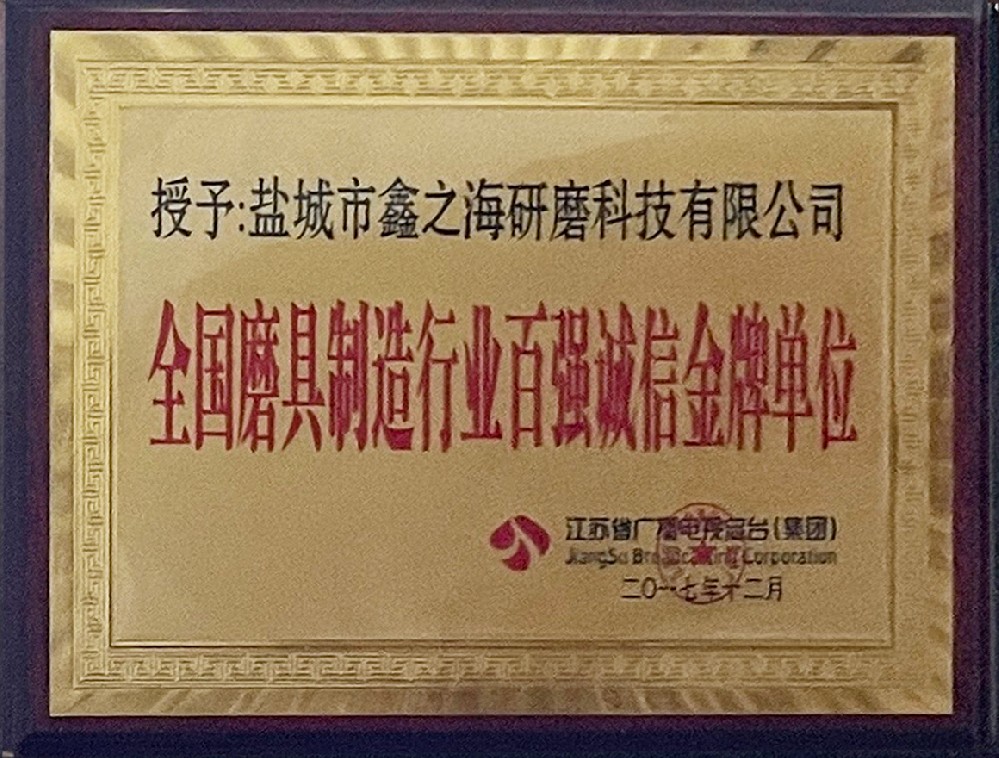 授予:盐城市鑫之海研磨科技有限公司
全国磨具制造行业百强诚信金牌单位
江苏省广播电视总台(集团)
JiangSu Broadcasting Corporation
二〇一七年十二月